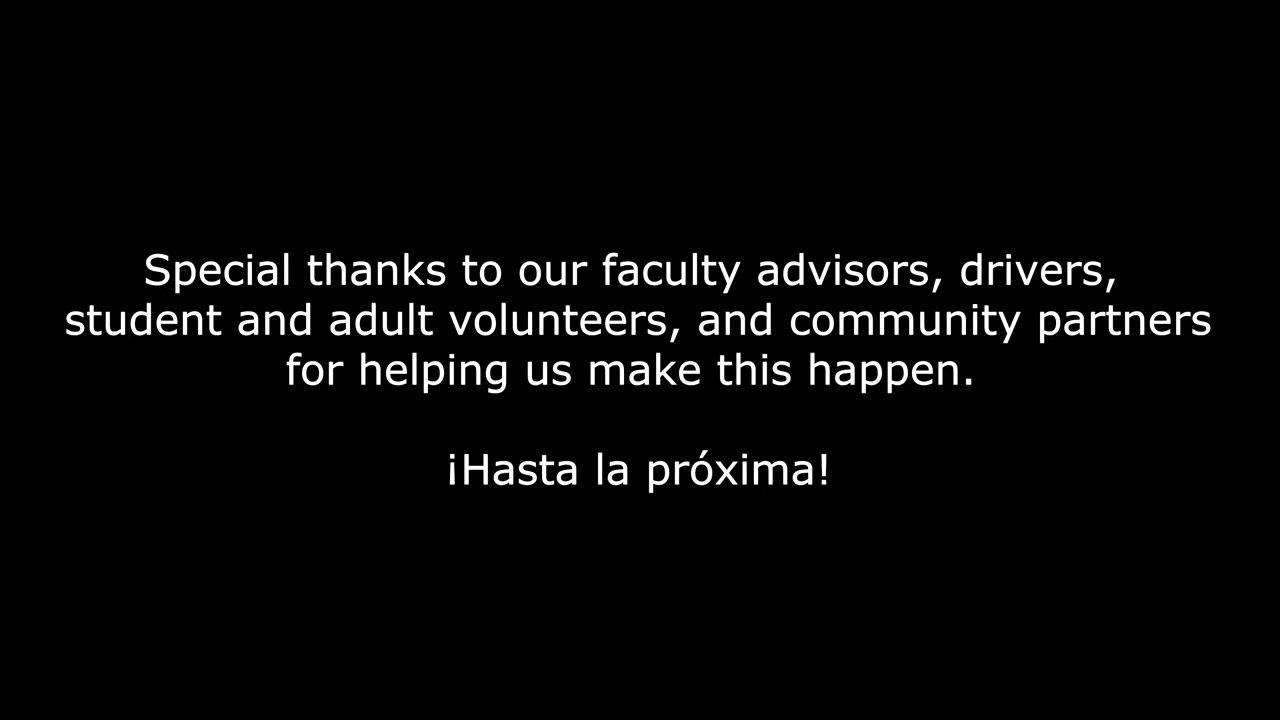 Special thanks to our faculty advisors, drivers,
student and adult volunteers, and community partners
for helping us make this happen.
¡Hasta la próxima!